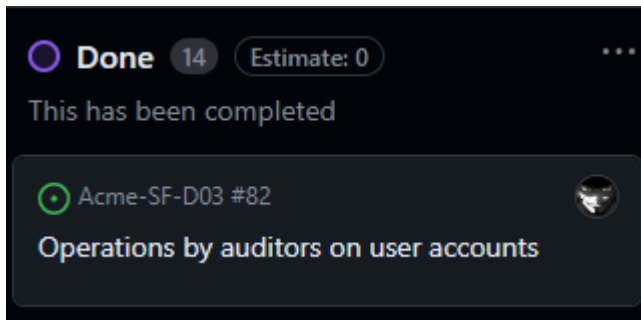 Done 14 Estimate: 0
This has been completed
Acme-SF-D03 #82
Operations by auditors on user accounts